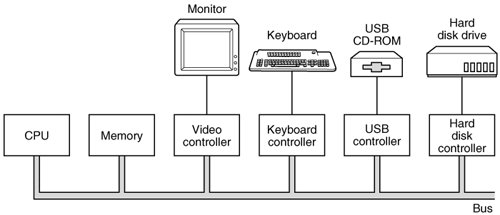 Monitor
Keyboard
USB
CD-ROM
Hard
disk drive
CPU
Memory
Video
controller
Keyboard
controller
USB
controller
Hard
disk
controller
Bus